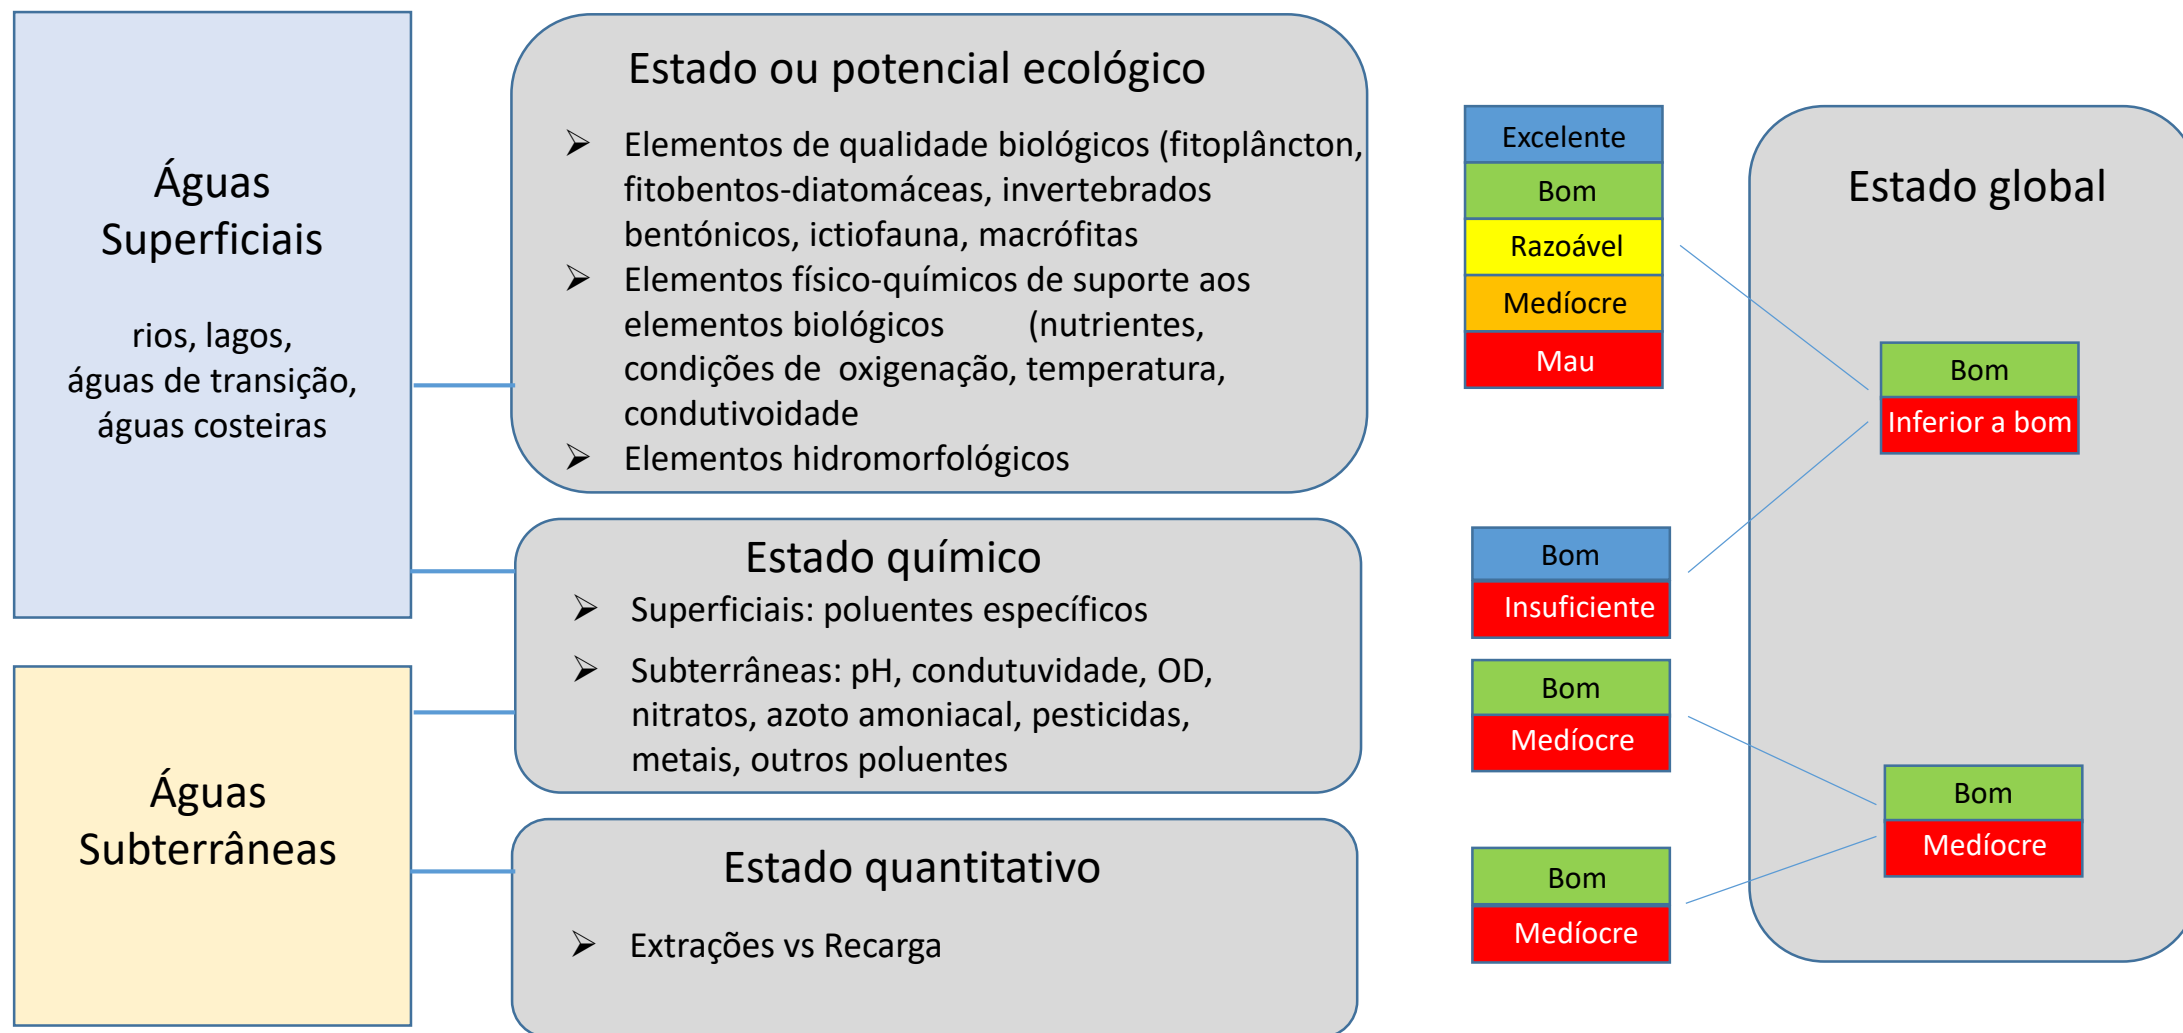 Águas
Superficiais
rios, lagos,
águas de transição,
águas costeiras
Estado ou potencial ecológico
➢ Elementos de qualidade biológicos (fitoplâncton,
fitobentos-diatomáceas, invertebrados
bentónicos, ictiofauna, macrófitas
➢ Elementos físico-químicos de suporte aos
elementos biológicos (nutrientes,
condições de oxigenação, temperatura,
condutivoidade
➢ Elementos hidromorfológicos
Excelente
Bom
Razoável
Medíocre
Mau
Estado global
Bom
Inferior a bom
Estado químico
➢ Superficiais: poluentes específicos
➢ Subterrâneas: pH, condutuvidade, OD,
nitratos, azoto amoniacal, pesticidas,
metais, outros poluentes
Bom
Insuficiente
Bom
Medíocre
Águas
Subterrâneas
Estado quantitativo
➢ Extrações vs Recarga
Bom
Medíocre
Bom
Medíocre